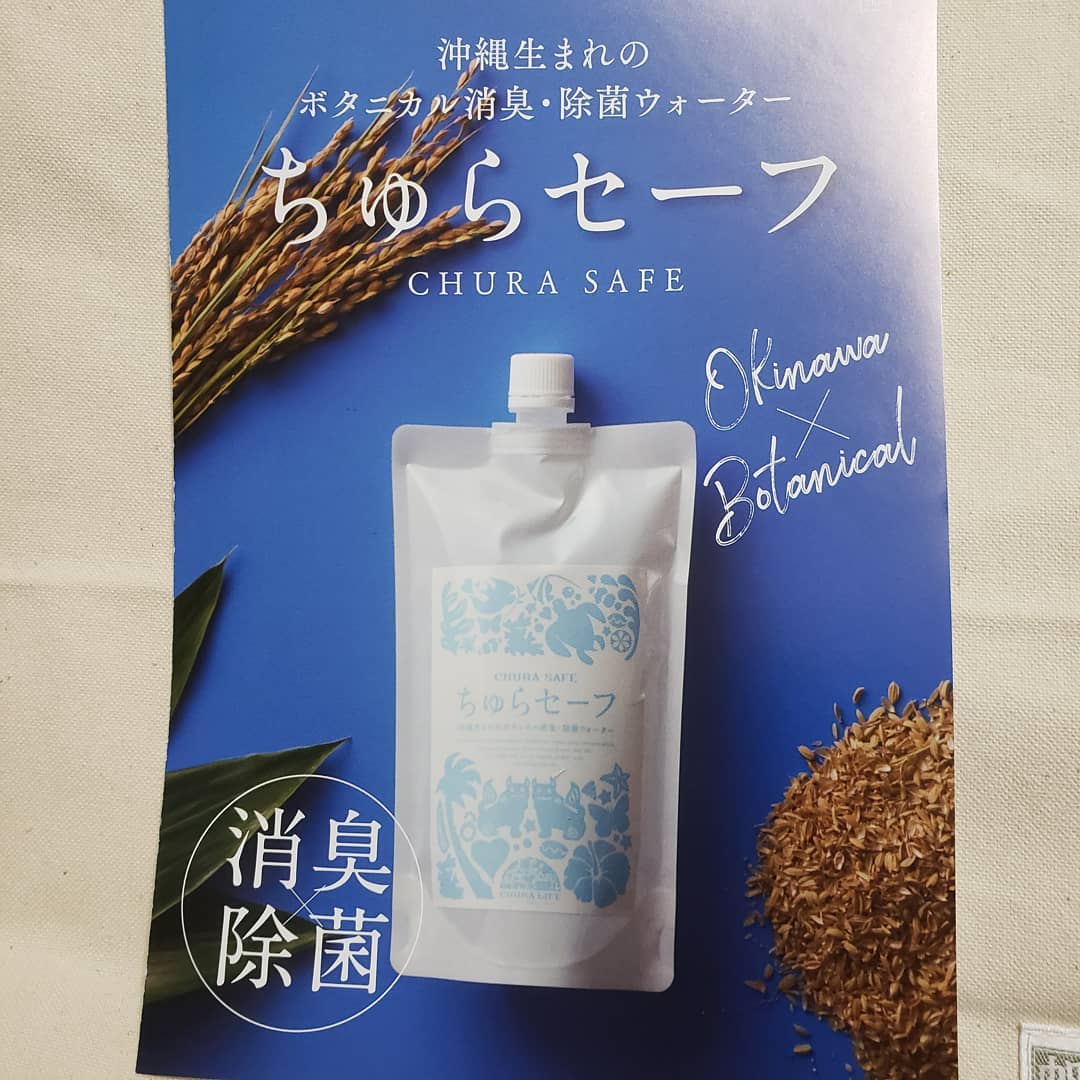 沖縄生まれの
ボタニカル消臭・除菌ウォーター
ちゅらセーフ
CHURA SAFE
Okinawa
×
Botanical
CHURA SAFE
ちゅらセーフ
消臭
×
除菌
CHURA LIFE